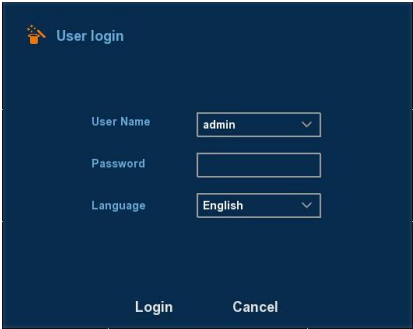 User login
User Name
admin
Password
Language
English
Login
Cancel